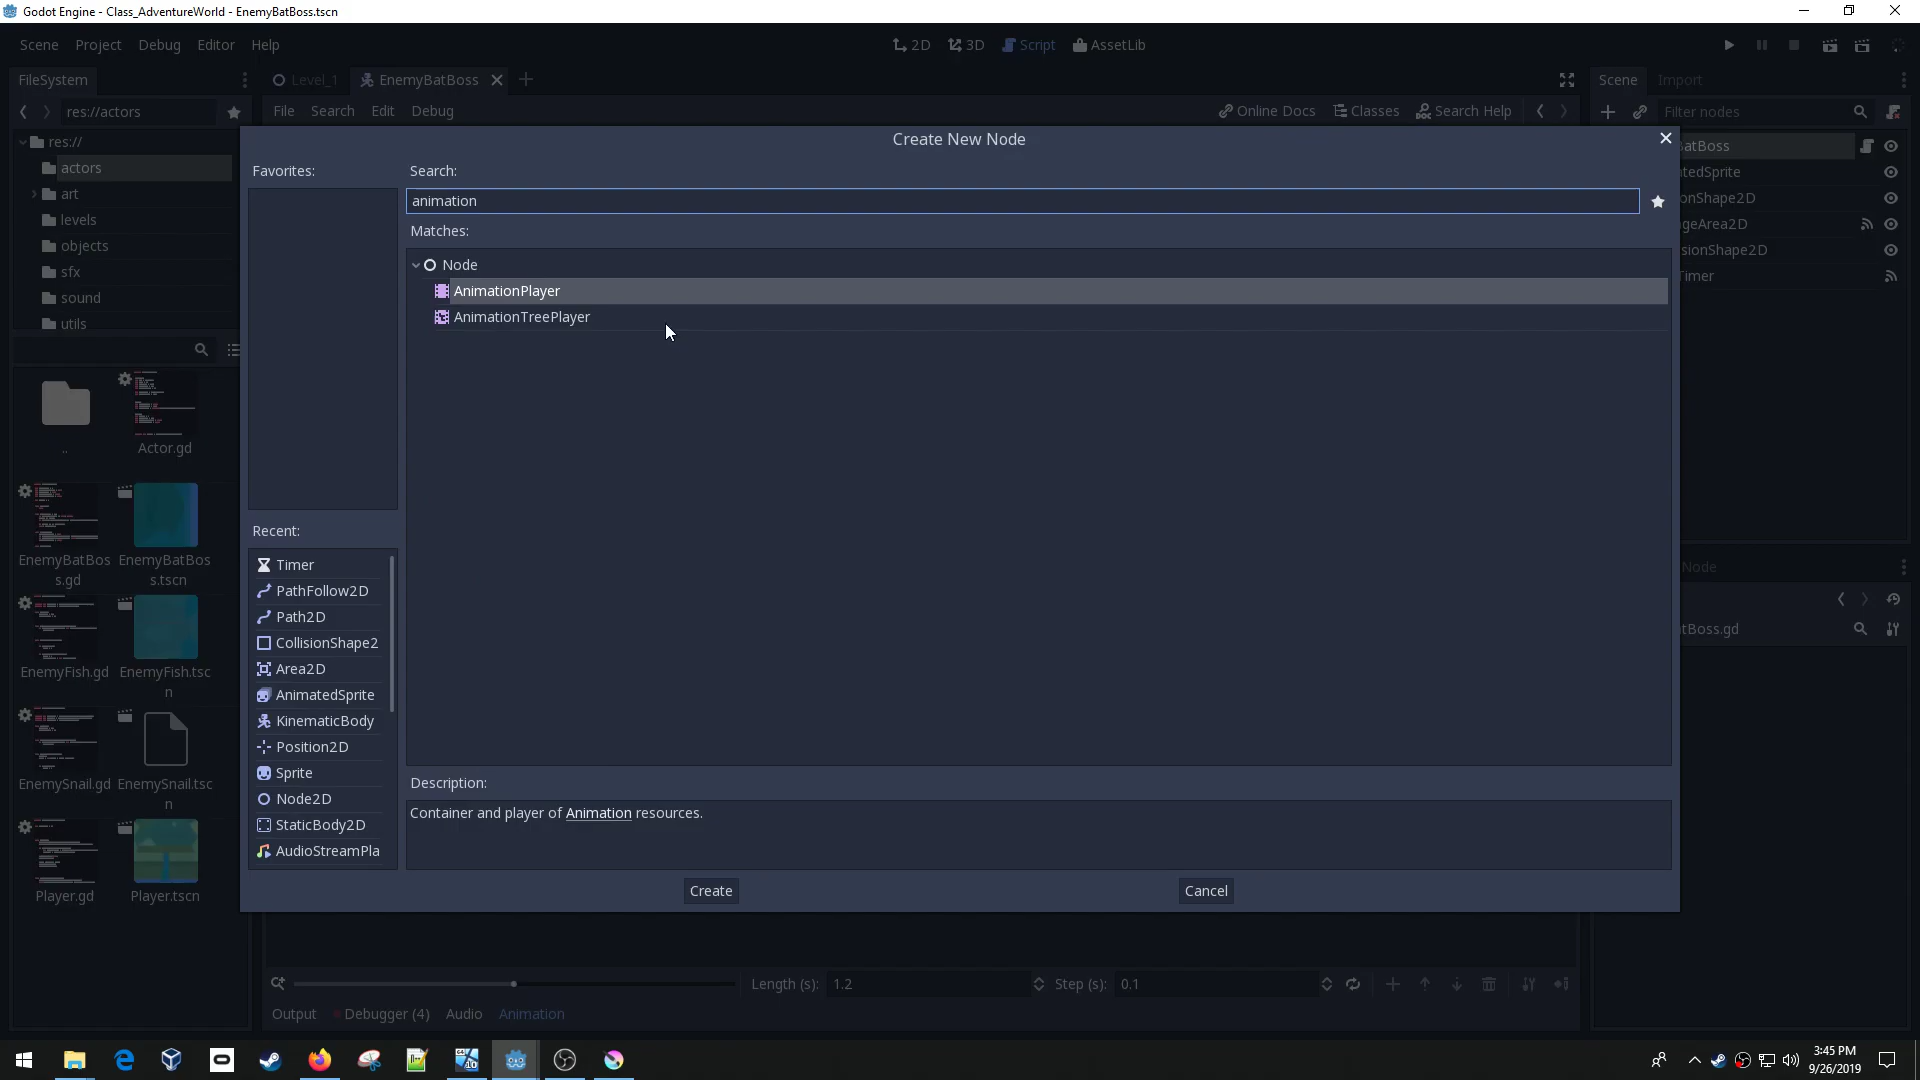 Godot Engine - Class_AdventureWorld - EnemyBatBoss.tscn
Scene Project Debug Editor Help
2D 3D Script AssetLib
FileSystem
Level_1 EnemyBatBoss
Scene Import
res://actors
File Search Edit Debug
Online Docs Classes Search Help
Filter nodes
res://
actors
art
levels
objects
sfx
sound
utils
Create New Node
Favorites:
Search:
animation
Matches:
Node
AnimationPlayer
AnimationTreePlayer
Recent:
Timer
PathFollow2D
Path2D
CollisionShape2
Area2D
AnimatedSprite
KinematicBody
Position2D
Sprite
Node2D
StaticBody2D
AudioStreamPla
Description:
Container and player of Animation resources.
Create Cancel
BatBoss
tedSprite
onShape2D
geArea2D
sionShape2D
Timer
Node
tBoss.gd
..
Actor.gd
EnemyBatBos
s.gd
EnemyBatBos
s.tscn
EnemyFish.gd
EnemyFish.tsc
n
EnemySnail.gd
EnemySnail.tsc
n
Player.gd
Player.tscn
Length (s): 1.2 Step (s): 0.1
Output Debugger (4) Audio Animation
3:45 PM
9/26/2019